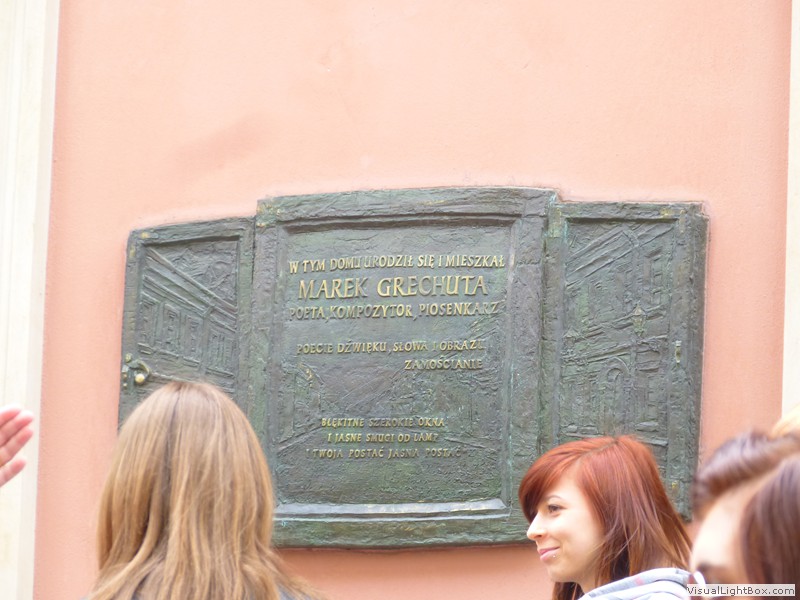 W TYM DOMU URODZIŁ SIĘ I MIESZKAŁ
MAREK GRECHUTA
POETA, KOMPOZYTOR, PIOSENKARZ
POECIE DŹWIĘKU, SŁOWA I OBRAZU
ZAMOŚCIANIE
BŁĘKITNE SZEROKIE OKNA
I JASNE SMUGI OD LAMP
I TWOJA POSTAĆ JASNA POSTAĆ
VisualLightBox.com